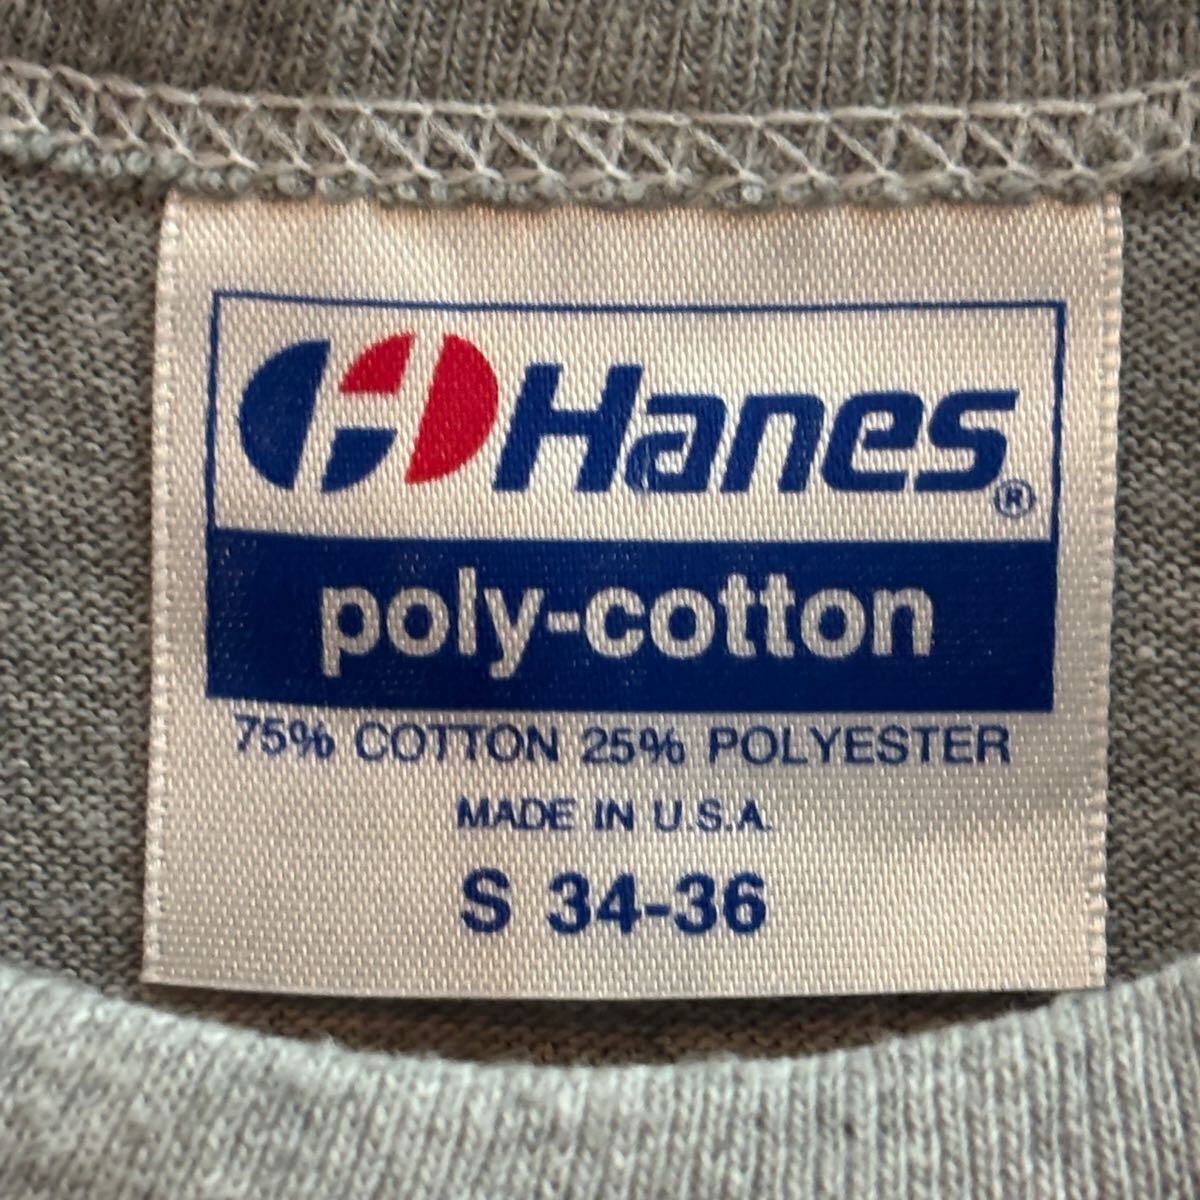 Hanes®
poly-cotton
75% COTTON 25% POLYESTER
MADE IN U.S.A.
S 34-36